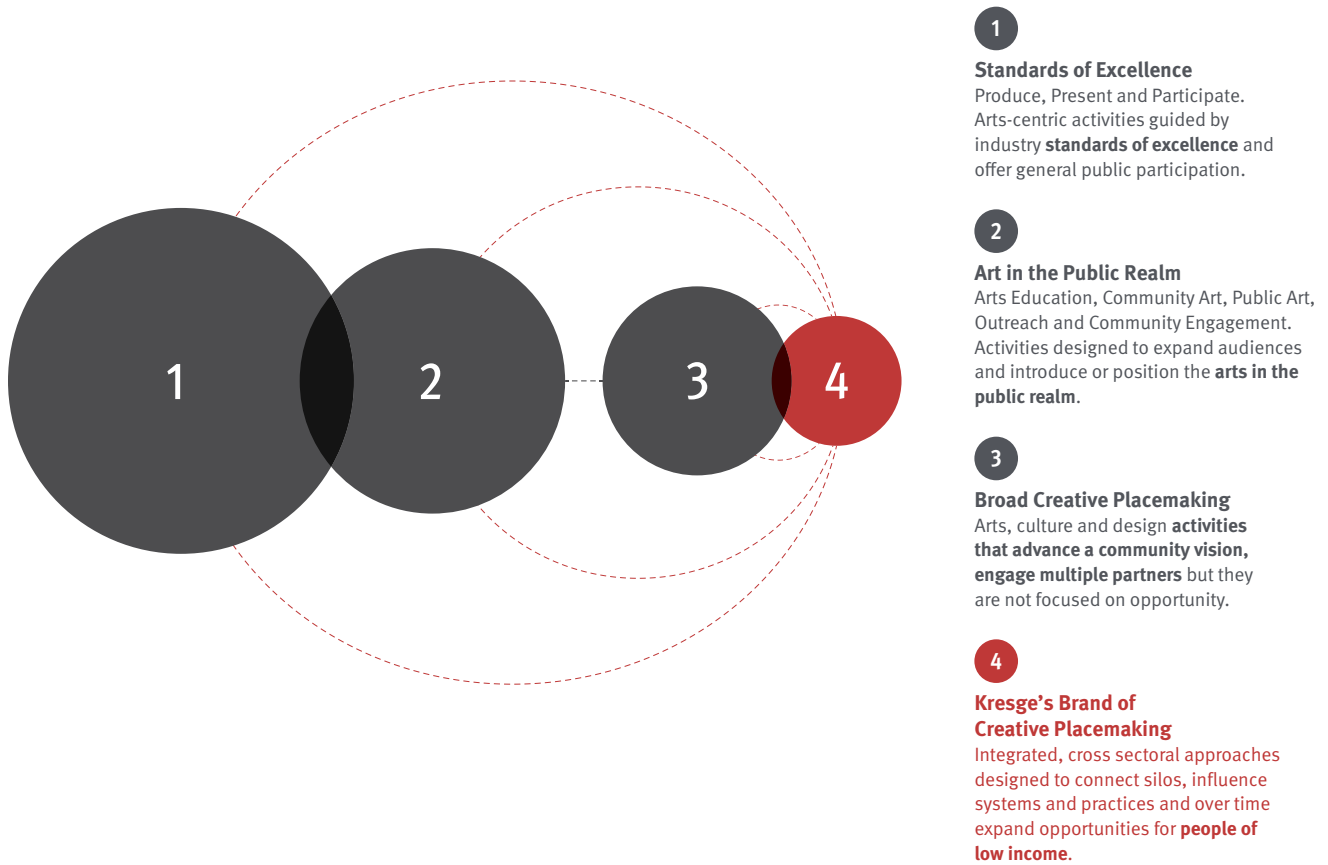 1
2
3
4
1
Standards of Excellence
Produce, Present and Participate.
Arts-centric activities guided by
industry standards of excellence and
offer general public participation.
2
Art in the Public Realm
Arts Education, Community Art, Public Art,
Outreach and Community Engagement.
Activities designed to expand audiences
and introduce or position the arts in the
public realm.
3
Broad Creative Placemaking
Arts, culture and design activities
that advance a community vision,
engage multiple partners but they
are not focused on opportunity.
4
Kresge’s Brand of
Creative Placemaking
Integrated, cross sectoral approaches
designed to connect silos, influence
systems and practices and over time
expand opportunities for people of
low income.